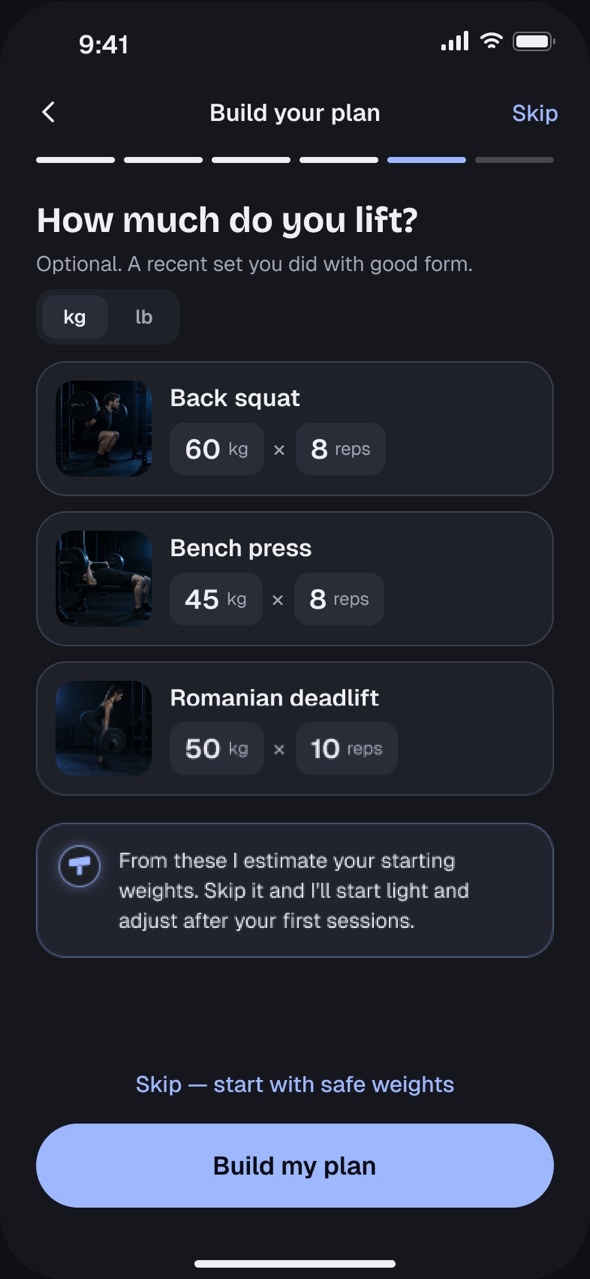 9:41
Build your plan
Skip
How much do you lift?
Optional. A recent set you did with good form.
kg lb
Back squat
60 kg × 8 reps
Bench press
45 kg × 8 reps
Romanian deadlift
50 kg × 10 reps
From these I estimate your starting
weights. Skip it and I'll start light and
adjust after your first sessions.
Skip — start with safe weights
Build my plan